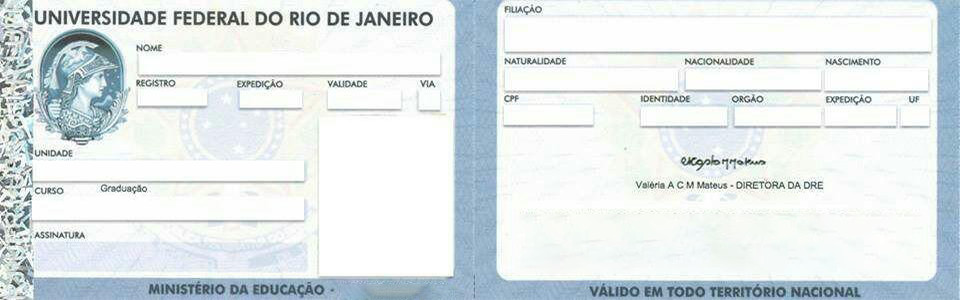 UNIVERSIDADE FEDERAL DO RIO DE JANEIRO
NOME
REGISTRO EXPEDIÇÃO VALIDADE VIA
UNIDADE
CURSO Graduação
ASSINATURA
MINISTÉRIO DA EDUCAÇÃO -
FILIAÇÃO
NATURALIDADE NACIONALIDADE NASCIMENTO
CPF IDENTIDADE ORGÃO EXPEDIÇÃO UF
Valéria A C M Mateus - DIRETORA DA DRE
VÁLIDO EM TODO TERRITÓRIO NACIONAL